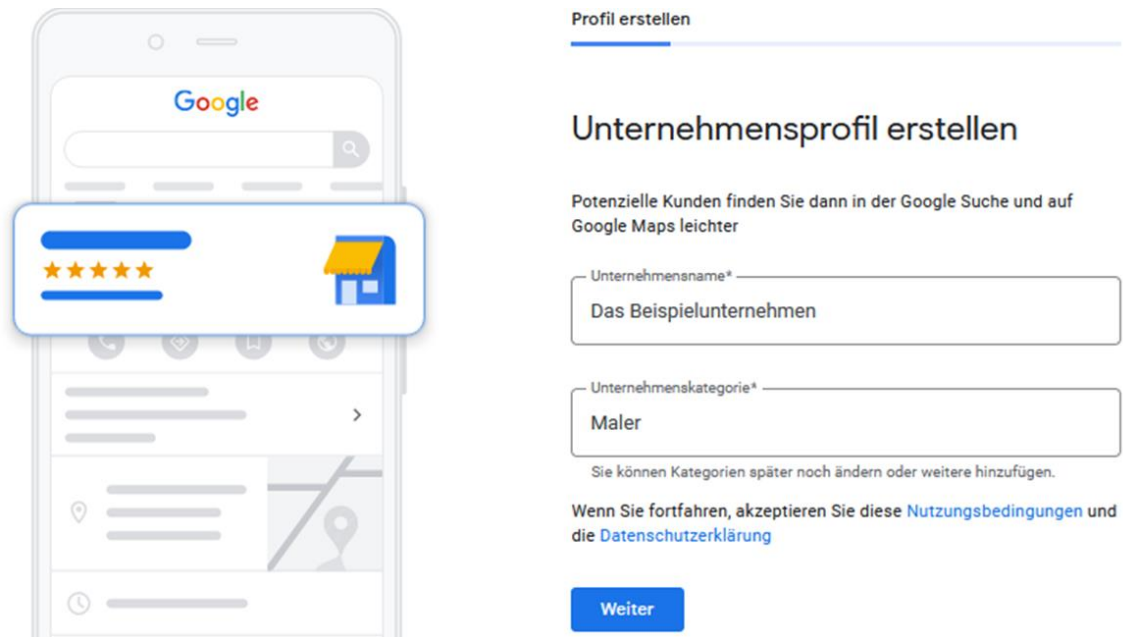 Google
Profil erstellen
Unternehmensprofil erstellen
Potenzielle Kunden finden Sie dann in der Google Suche und auf
Google Maps leichter
Unternehmensname*
Das Beispielunternehmen
Unternehmenskategorie*
Maler
Sie können Kategorien später noch ändern oder weitere hinzufügen.
Wenn Sie fortfahren, akzeptieren Sie diese Nutzungsbedingungen und
die Datenschutzerklärung
Weiter